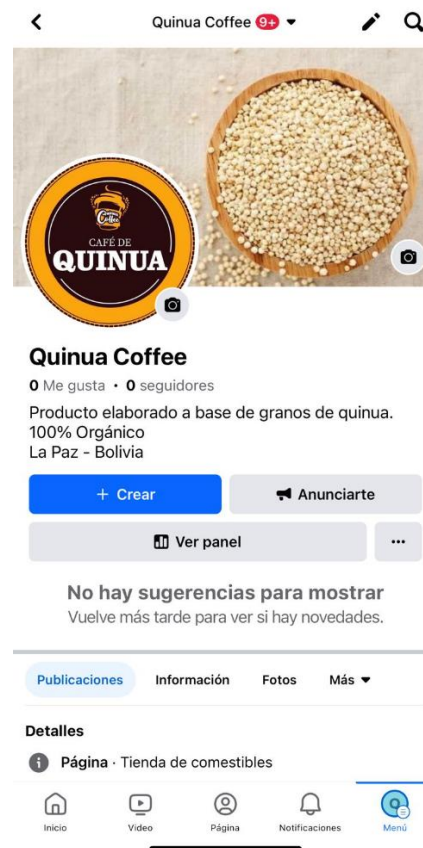 Quinua Coffee 9+
CAFÉ DE
QUINUA
Quinua Coffee
0 Me gusta • 0 seguidores
Producto elaborado a base de granos de quinua.
100% Orgánico
La Paz - Bolivia
+ Crear
Anunciarte
Ver panel
No hay sugerencias para mostrar
Vuelve más tarde para ver si hay novedades.
Publicaciones Información Fotos Más
Detalles
Página · Tienda de comestibles
Inicio Video Página Notificaciones Menú